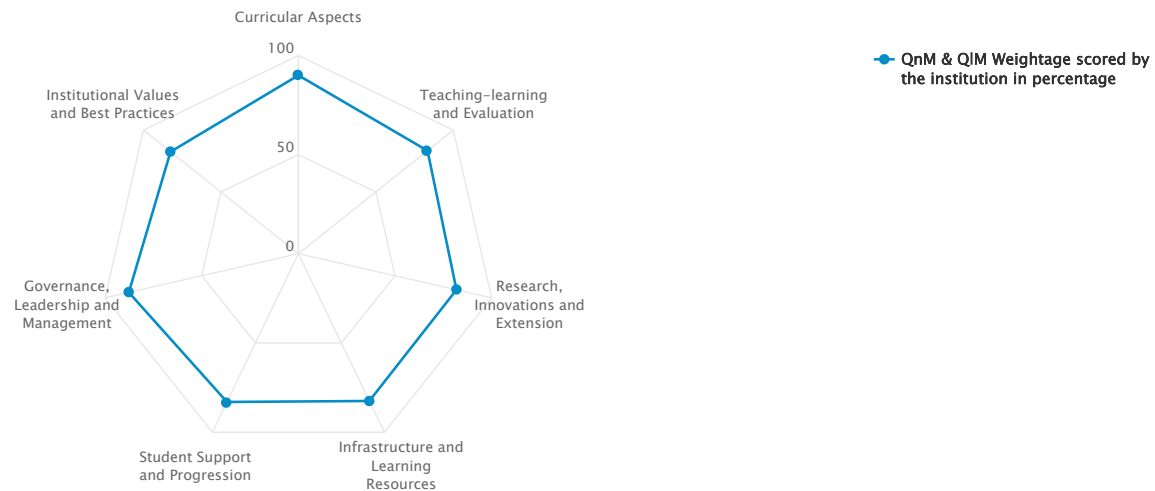 Curricular Aspects
100
50
0
Teaching-learning
and Evaluation
Research,
Innovations and
Extension
Infrastructure and
Learning
Resources
Student Support
and Progression
Governance,
Leadership and
Management
Institutional Values
and Best Practices
QnM & QlM Weightage scored by
the institution in percentage